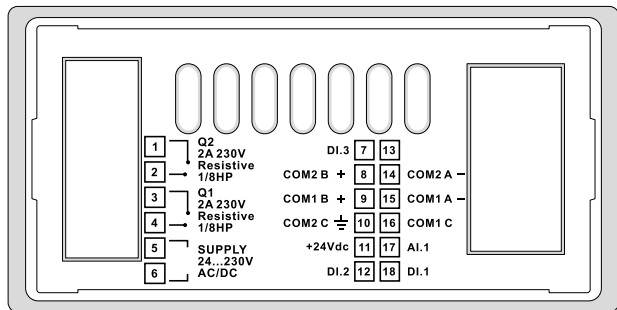 1
Q2
2A 230V
2
Resistive
1/8HP
3
Q1
2A 230V
4
Resistive
1/8HP
5
SUPPLY
24...230V
6
AC/DC
DI.3 7 13
COM2 B + 8 14 COM2 A −
COM1 B + 9 15 COM1 A −
COM2 C 10 16 COM1 C
+24Vdc 11 17 AI.1
DI.2 12 18 DI.1